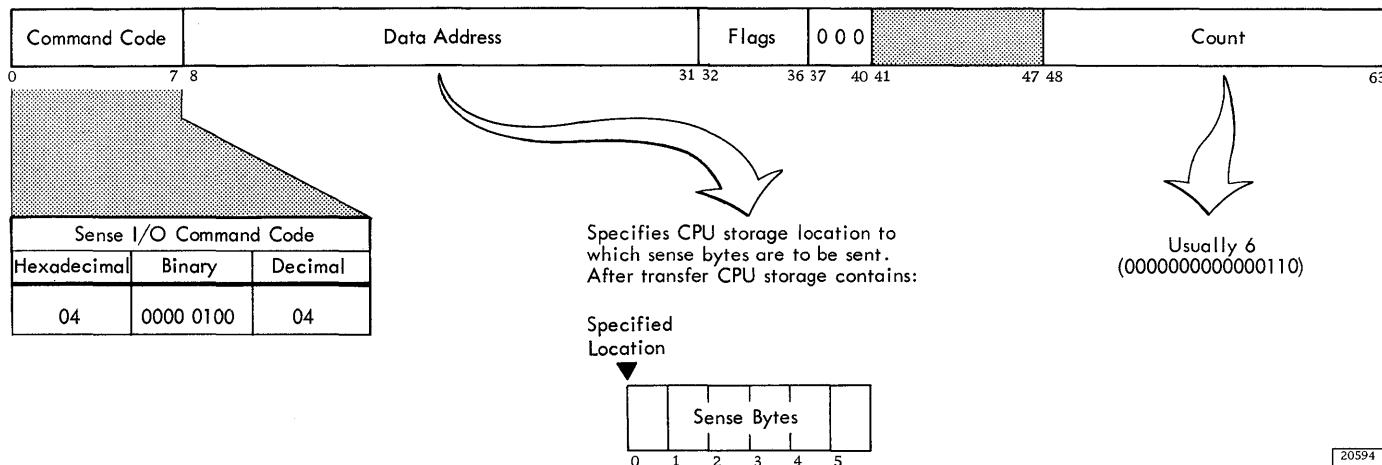 Command Code Data Address Flags 0 0 0 Count
0 7 8 31 32 36 37 40 41 47 48 63
Sense I/O Command Code
Hexadecimal Binary Decimal
04 0000 0100 04
Specifies CPU storage location to
which sense bytes are to be sent.
After transfer CPU storage contains:
Usually 6
(0000000000000110)
Specified
Location
Sense Bytes
0 1 2 3 4 5
20594